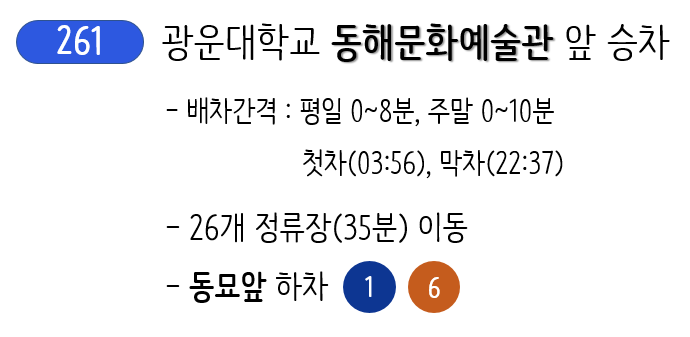 261 광운대학교 동해문화예술관 앞 승차
- 배차간격 : 평일 0~8분, 주말 0~10분
첫차(03:56), 막차(22:37)
- 26개 정류장(35분) 이동
- 동묘앞 하차 1 6